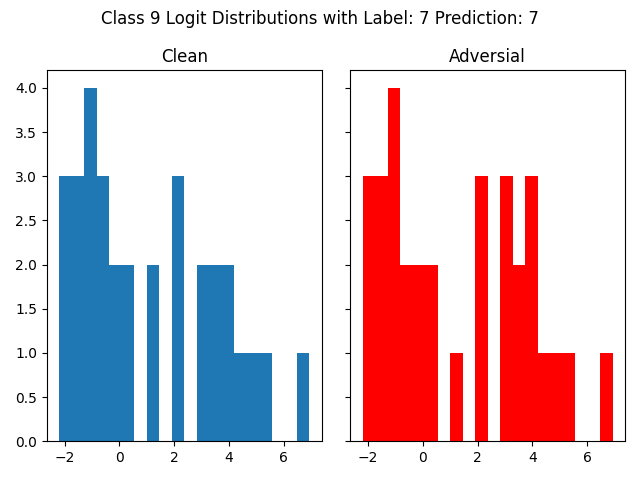 Class 9 Logit Distributions with Label: 7 Prediction: 7
Clean
Adversial
4.0
3.5
3.0
2.5
2.0
1.5
1.0
0.5
0.0
−2 0 2 4 6
−2 0 2 4 6